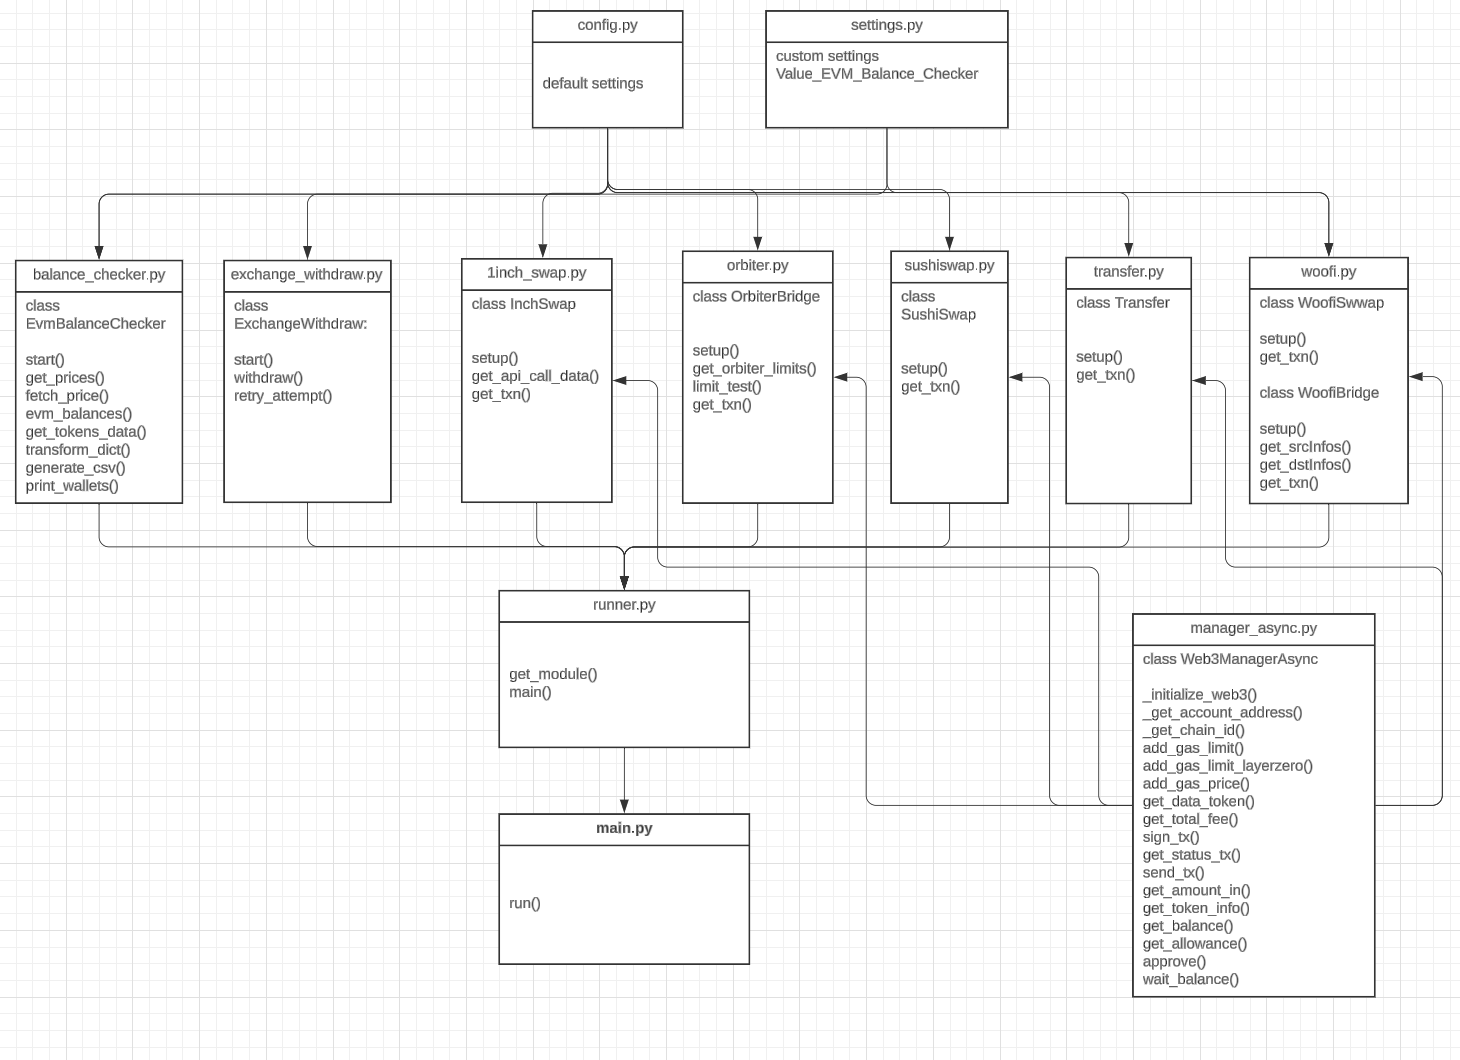 config.py
default settings
settings.py
custom settings
Value_EVM_Balance_Checker
balance_checker.py
class
EvmBalanceChecker
start()
get_prices()
fetch_price()
evm_balances()
get_tokens_data()
transform_dict()
generate_csv()
print_wallets()
exchange_withdraw.py
class
ExchangeWithdraw:
start()
withdraw()
retry_attempt()
1inch_swap.py
class InchSwap
setup()
get_api_call_data()
get_txn()
orbiter.py
class OrbiterBridge
setup()
get_orbiter_limits()
limit_test()
get_txn()
sushiswap.py
class
SushiSwap
setup()
get_txn()
transfer.py
class Transfer
setup()
get_txn()
woofi.py
class WoofiSwwap
setup()
get_txn()
class WoofiBridge
setup()
get_srcInfos()
get_dstInfos()
get_txn()
runner.py
get_module()
main()
main.py
run()
manager_async.py
class Web3ManagerAsync
_initialize_web3()
_get_account_address()
_get_chain_id()
add_gas_limit()
add_gas_limit_layerzero()
add_gas_price()
get_data_token()
get_total_fee()
sign_tx()
get_status_tx()
send_tx()
get_amount_in()
get_token_info()
get_balance()
get_allowance()
approve()
wait_balance()